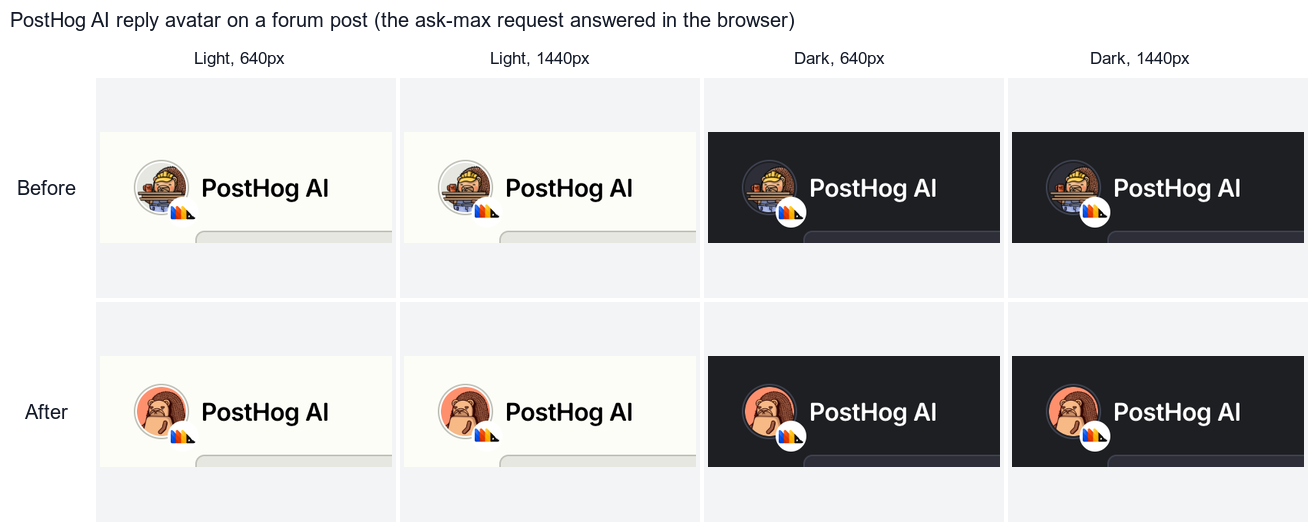 PostHog AI reply avatar on a forum post (the ask-max request answered in the browser)
Light, 640px
Light, 1440px
Dark, 640px
Dark, 1440px
Before
PostHog AI
PostHog AI
PostHog AI
PostHog AI
After
PostHog AI
PostHog AI
PostHog AI
PostHog AI